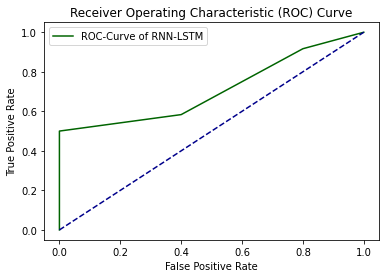 Receiver Operating Characteristic (ROC) Curve
ROC-Curve of RNN-LSTM
True Positive Rate
1.0
0.8
0.6
0.4
0.2
0.0
0.0 0.2 0.4 0.6 0.8 1.0
False Positive Rate